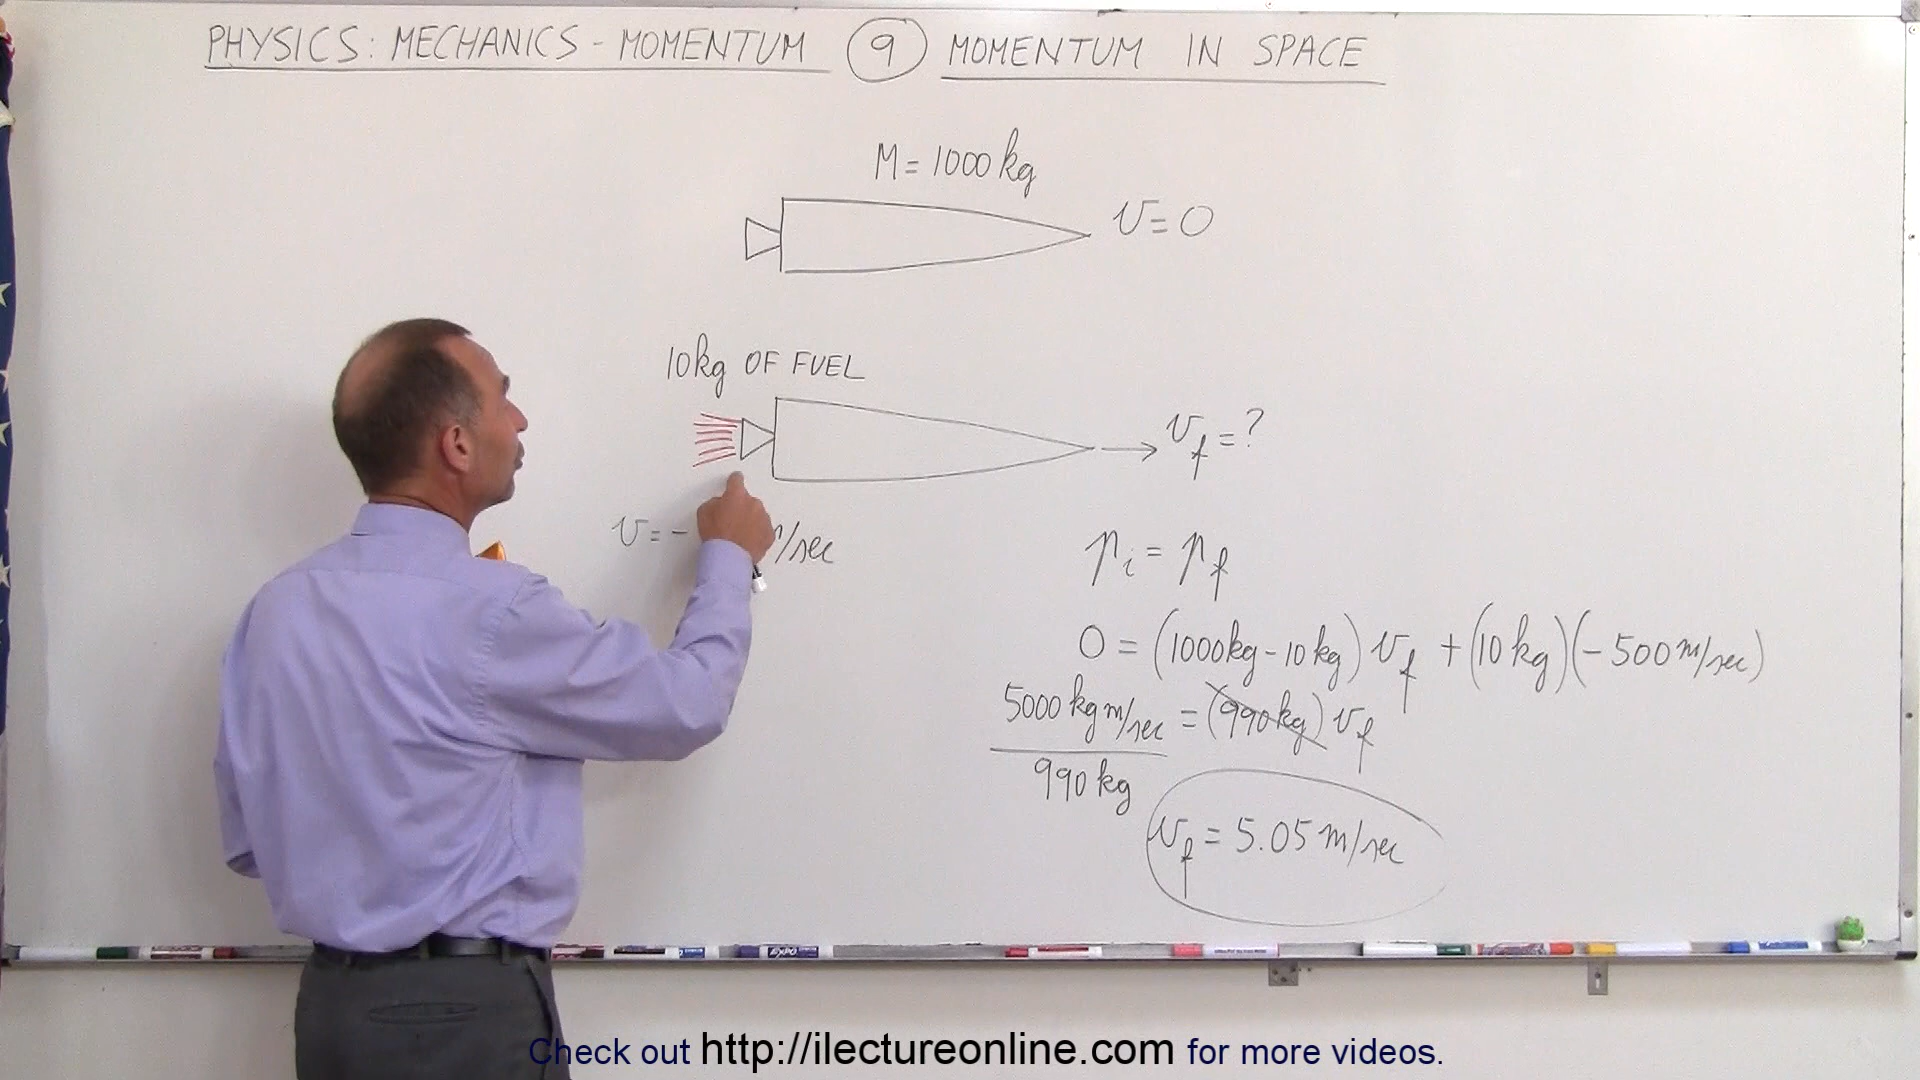 PHYSICS: MECHANICS - MOMENTUM 9 MOMENTUM IN SPACE
M = 1000 kg
v = 0
10 kg OF FUEL
v_f = ?
v = - m/sec
p_i = p_f
0 = (1000 kg - 10 kg) v_f + (10 kg)(- 500 m/sec)
5000 kg m/sec = (990 kg) v_f
990 kg
v_f = 5.05 m/sec
EXPO
Check out http://ilectureonline.com for more videos.